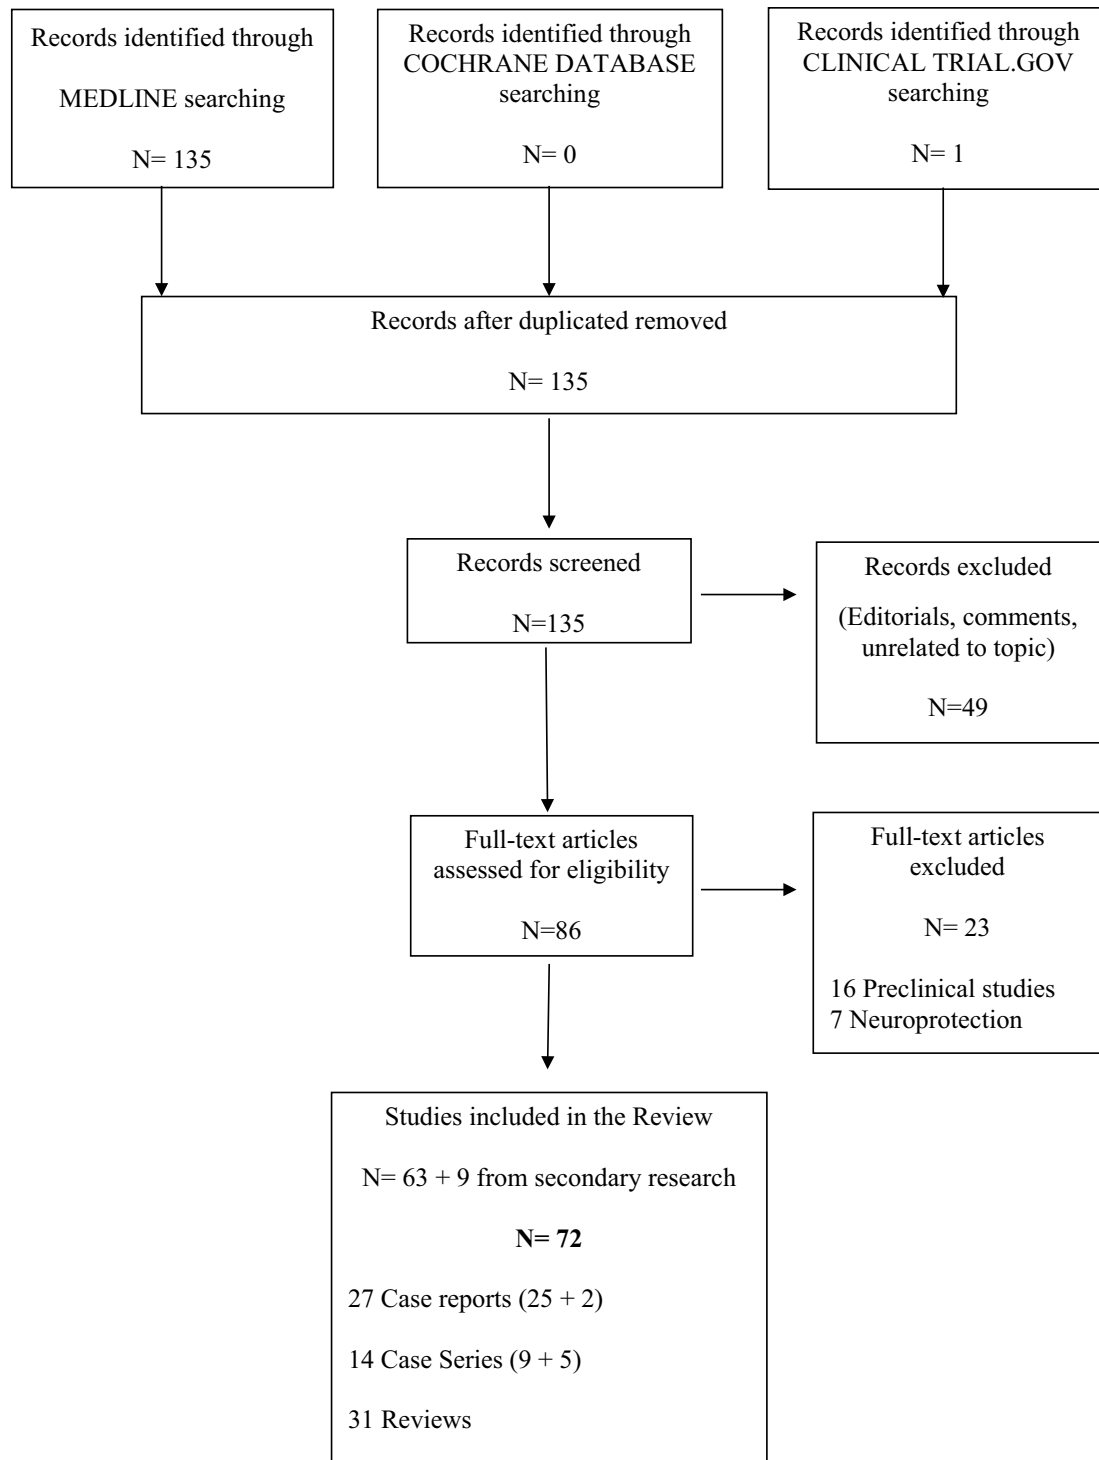 Records identified through
MEDLINE searching
N= 135
Records identified through
COCHRANE DATABASE
searching
N= 0
Records identified through
CLINICAL TRIAL.GOV
searching
N= 1
Records after duplicated removed
N= 135
Records screened
N=135
Records excluded
(Editorials, comments,
unrelated to topic)
N=49
Full-text articles
assessed for eligibility
N=86
Full-text articles
excluded
N= 23
16 Preclinical studies
7 Neuroprotection
Studies included in the Review
N= 63 + 9 from secondary research
N= 72
27 Case reports (25 + 2)
14 Case Series (9 + 5)
31 Reviews